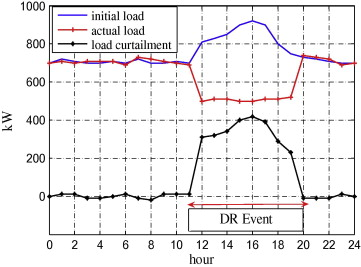 1000
initial load
actual load
load curtailment
800
600
400
200
0
kW
DR Event
0 2 4 6 8 10 12 14 16 18 20 22 24
hour